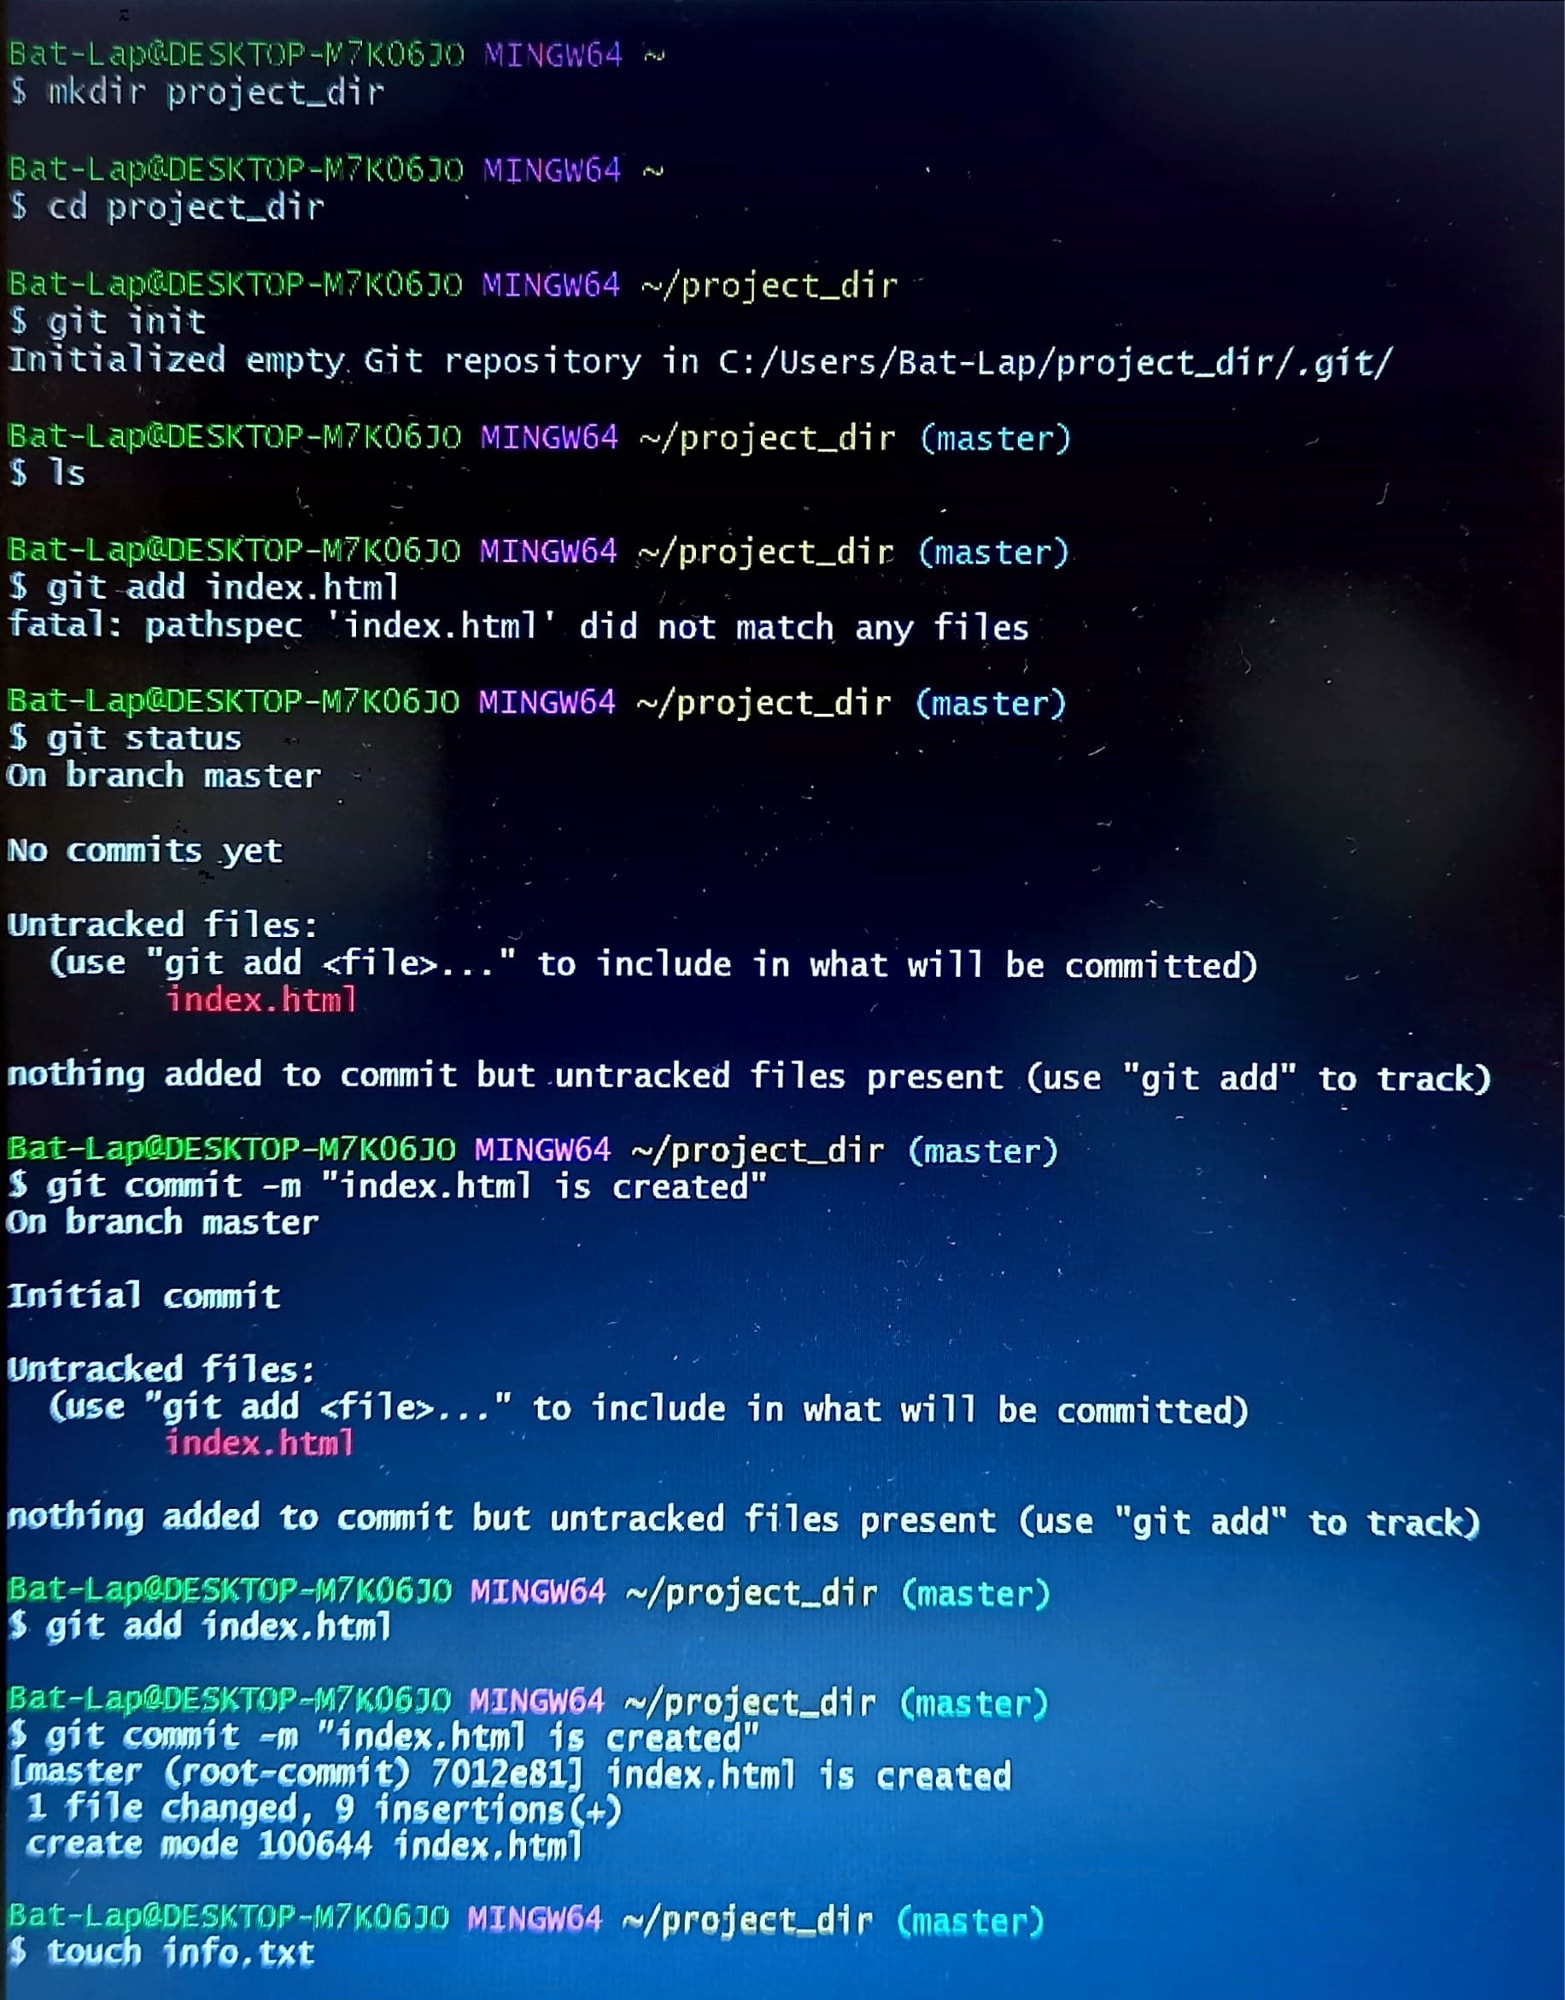 Bat-Lap@DESKTOP-M7K06JO MINGW64 ~
$ mkdir project_dir
Bat-Lap@DESKTOP-M7K06JO MINGW64 ~
$ cd project_dir
Bat-Lap@DESKTOP-M7K06JO MINGW64 ~/project_dir
$ git init
Initialized empty Git repository in C:/Users/Bat-Lap/project_dir/.git/
Bat-Lap@DESKTOP-M7K06JO MINGW64 ~/project_dir (master)
$ ls
Bat-Lap@DESKTOP-M7K06JO MINGW64 ~/project_dir (master)
$ git add index.html
fatal: pathspec 'index.html' did not match any files
Bat-Lap@DESKTOP-M7K06JO MINGW64 ~/project_dir (master)
$ git status
On branch master
No commits yet
Untracked files:
  (use "git add <file>..." to include in what will be committed)
        index.html
nothing added to commit but untracked files present (use "git add" to track)
Bat-Lap@DESKTOP-M7K06JO MINGW64 ~/project_dir (master)
$ git commit -m "index.html is created"
On branch master
Initial commit
Untracked files:
  (use "git add <file>..." to include in what will be committed)
        index.html
nothing added to commit but untracked files present (use "git add" to track)
Bat-Lap@DESKTOP-M7K06JO MINGW64 ~/project_dir (master)
$ git add index.html
Bat-Lap@DESKTOP-M7K06JO MINGW64 ~/project_dir (master)
$ git commit -m "index.html is created"
[master (root-commit) 7012e81] index.html is created
 1 file changed, 9 insertions(+)
 create mode 100644 index.html
Bat-Lap@DESKTOP-M7K06JO MINGW64 ~/project_dir (master)
$ touch info.txt